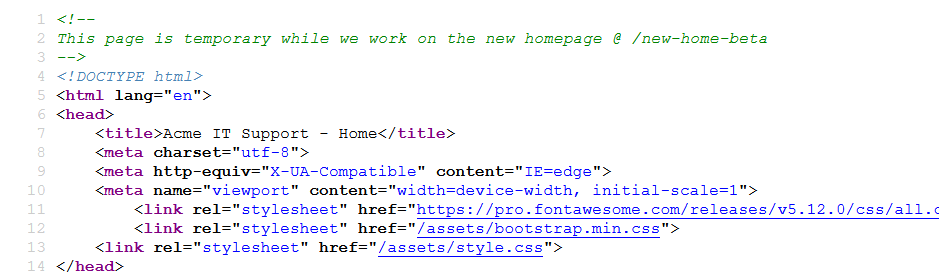 1 <!--
2 This page is temporary while we work on the new homepage @ /new-home-beta
3 -->
4 <!DOCTYPE html>
5 <html lang="en">
6 <head>
7     <title>Acme IT Support - Home</title>
8     <meta charset="utf-8">
9     <meta http-equiv="X-UA-Compatible" content="IE=edge">
10     <meta name="viewport" content="width=device-width, initial-scale=1">
11         <link rel="stylesheet" href="https://pro.fontawesome.com/releases/v5.12.0/css/all.
12         <link rel="stylesheet" href="/assets/bootstrap.min.css">
13     <link rel="stylesheet" href="/assets/style.css">
14 </head>